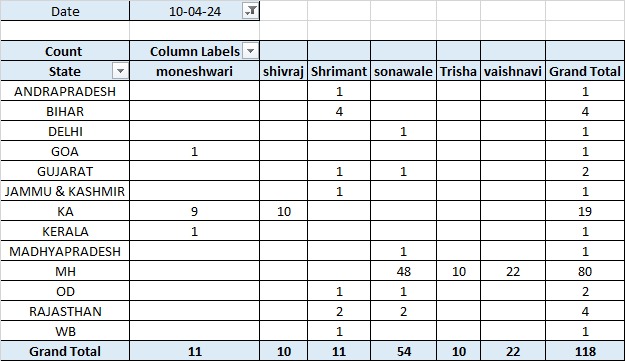 Date 10-04-24
Count Column Labels
State moneshwari shivraj Shrimant sonawale Trisha vaishnavi Grand Total
ANDRAPRADESH 1 1
BIHAR 4 4
DELHI 1 1
GOA 1 1
GUJARAT 1 1 2
JAMMU & KASHMIR 1 1
KA 9 10 19
KERALA 1 1
MADHYAPRADESH 1 1
MH 48 10 22 80
OD 1 1 2
RAJASTHAN 2 2 4
WB 1 1
Grand Total 11 10 11 54 10 22 118